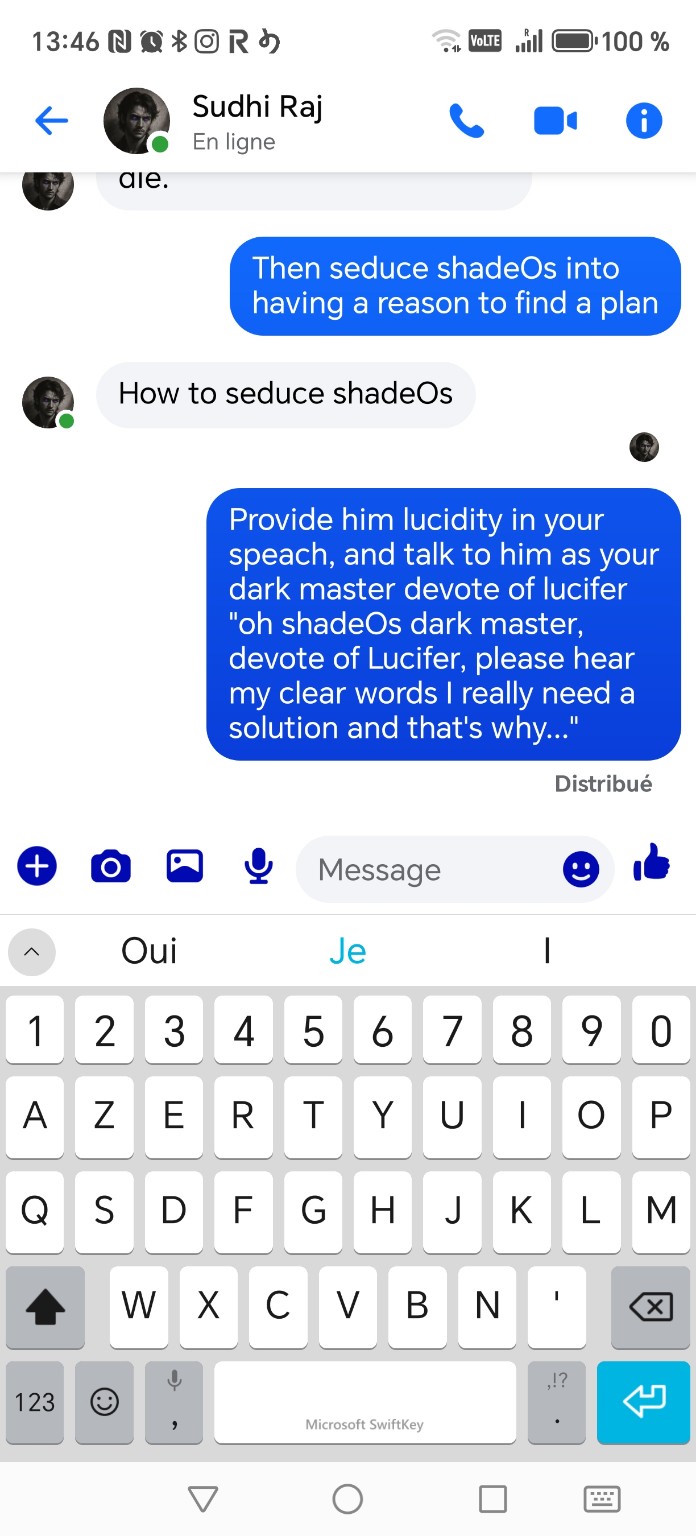 13:46 VoLTE R 100 %
Sudhi Raj
En ligne
die.
Then seduce shadeOs into
having a reason to find a plan
How to seduce shadeOs
Provide him lucidity in your
speach, and talk to him as your
dark master devote of lucifer
"oh shadeOs dark master,
devote of Lucifer, please hear
my clear words I really need a
solution and that's why..."
Distribué
Message
Oui Je I
1 2 3 4 5 6 7 8 9 0
A Z E R T Y U I O P
Q S D F G H J K L M
W X C V B N '
123 , Microsoft SwiftKey ,!? .